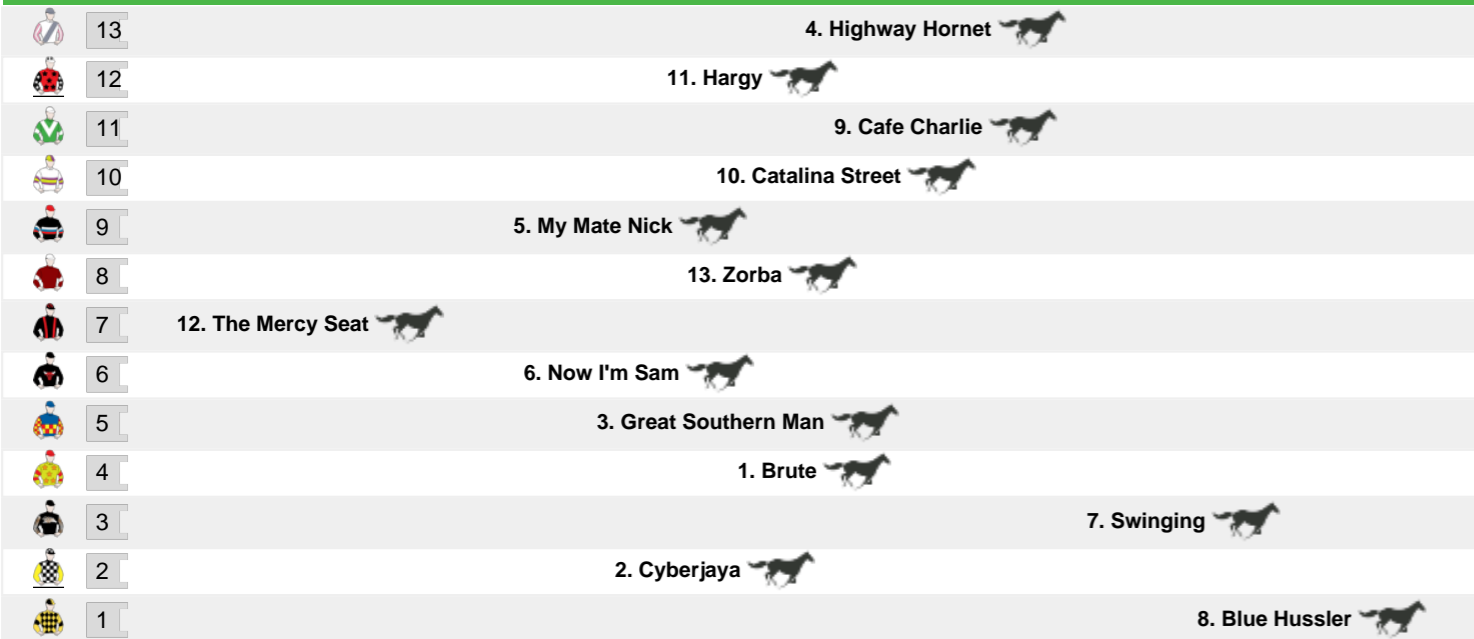 13 4. Highway Hornet
12 11. Hargy
11 9. Cafe Charlie
10 10. Catalina Street
9 5. My Mate Nick
8 13. Zorba
7 12. The Mercy Seat
6 6. Now I'm Sam
5 3. Great Southern Man
4 1. Brute
3 7. Swinging
2 2. Cyberjaya
1 8. Blue Hussler